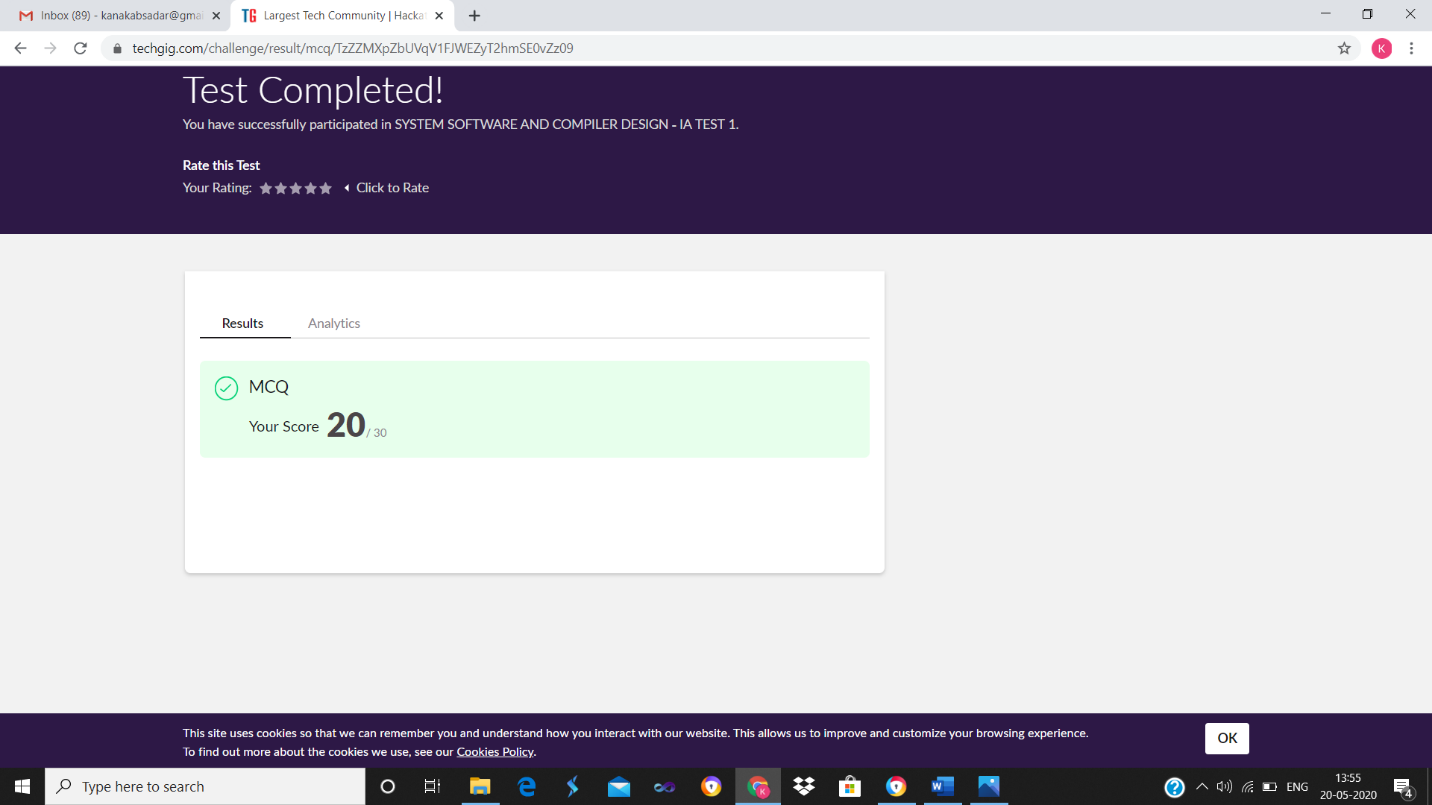 Inbox (89) - kanakabsadar@gmai
Largest Tech Community | Hackat
techgig.com/challenge/result/mcq/TzZZMXpZbUVqV1FJWEZyT2hmSE0vZz09
K
Test Completed!
You have successfully participated in SYSTEM SOFTWARE AND COMPILER DESIGN - IA TEST 1.
Rate this Test
Your Rating: Click to Rate
Results Analytics
MCQ
Your Score 20 / 30
This site uses cookies so that we can remember you and understand how you interact with our website. This allows us to improve and customize your browsing experience.
To find out more about the cookies we use, see our Cookies Policy.
OK
Type here to search
ENG
13:55
20-05-2020
4